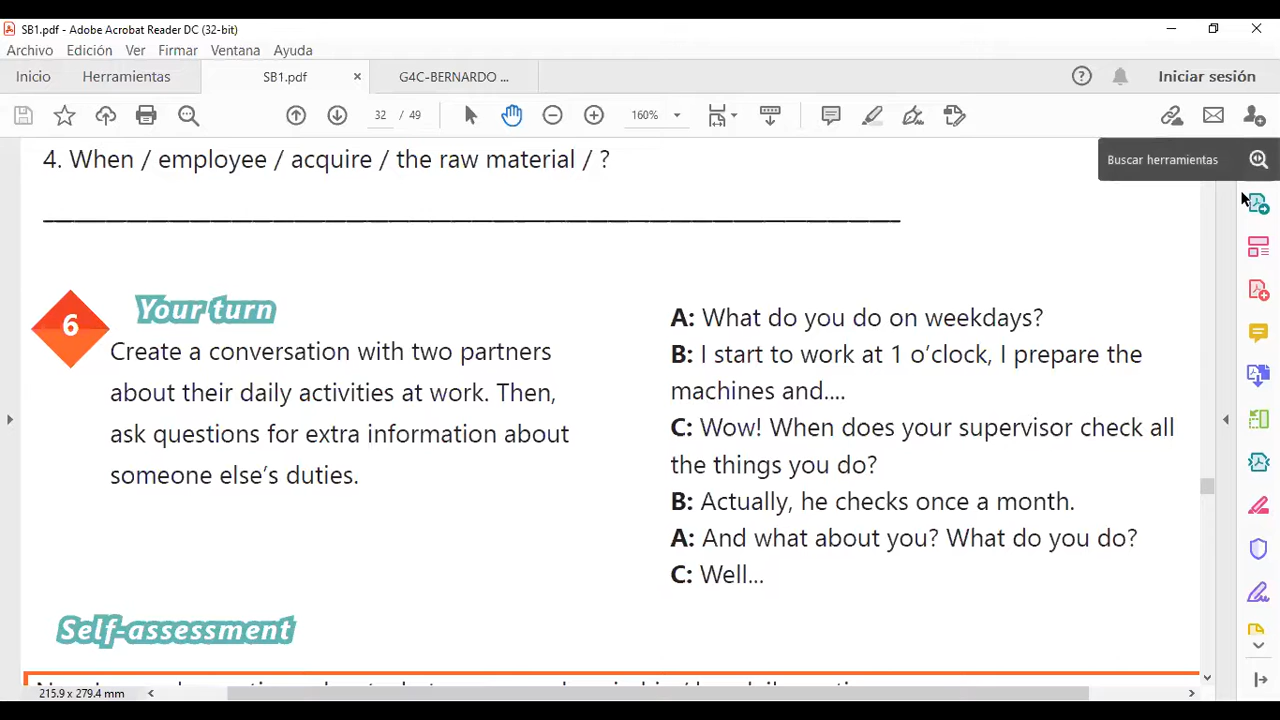 SB1.pdf - Adobe Acrobat Reader DC (32-bit)
Archivo Edición Ver Firmar Ventana Ayuda
Inicio Herramientas SB1.pdf × G4C-BERNARDO ... Iniciar sesión
32 / 49 160%
Buscar herramientas
4. When / employee / acquire / the raw material / ?
6
Your turn
Create a conversation with two partners
about their daily activities at work. Then,
ask questions for extra information about
someone else's duties.
A: What do you do on weekdays?
B: I start to work at 1 o'clock, I prepare the
machines and....
C: Wow! When does your supervisor check all
the things you do?
B: Actually, he checks once a month.
A: And what about you? What do you do?
C: Well...
Self-assessment
215.9 x 279.4 mm